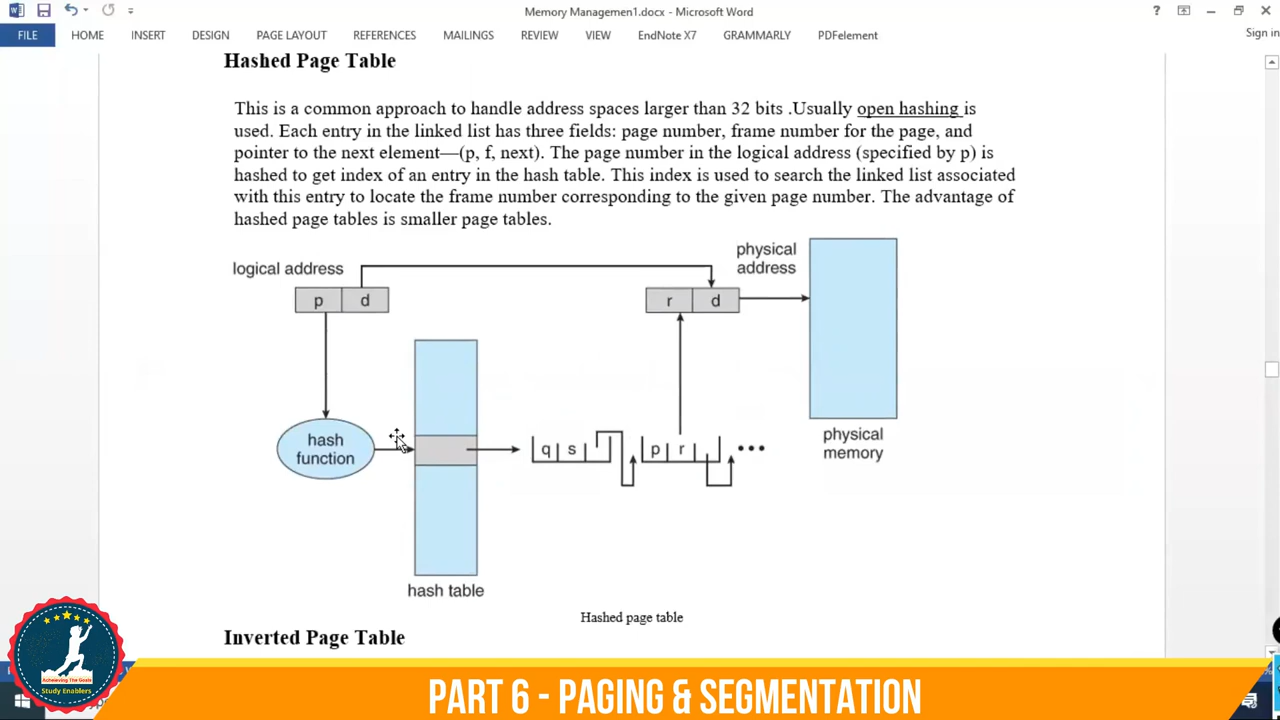 Memory Managemen1.docx - Microsoft Word
?
FILE HOME INSERT DESIGN PAGE LAYOUT REFERENCES MAILINGS REVIEW VIEW EndNote X7 GRAMMARLY PDFelement
Sign in
Hashed Page Table
This is a common approach to handle address spaces larger than 32 bits .Usually open hashing is
used. Each entry in the linked list has three fields: page number, frame number for the page, and
pointer to the next element—(p, f, next). The page number in the logical address (specified by p) is
hashed to get index of an entry in the hash table. This index is used to search the linked list associated
with this entry to locate the frame number corresponding to the given page number. The advantage of
hashed page tables is smaller page tables.
logical address
physical
address
p d
r d
hash
function
q s
p r
•••
physical
memory
hash table
Hashed page table
Inverted Page Table
Acheieving The Goals
Study Enablers
PART 6 - PAGING & SEGMENTATION